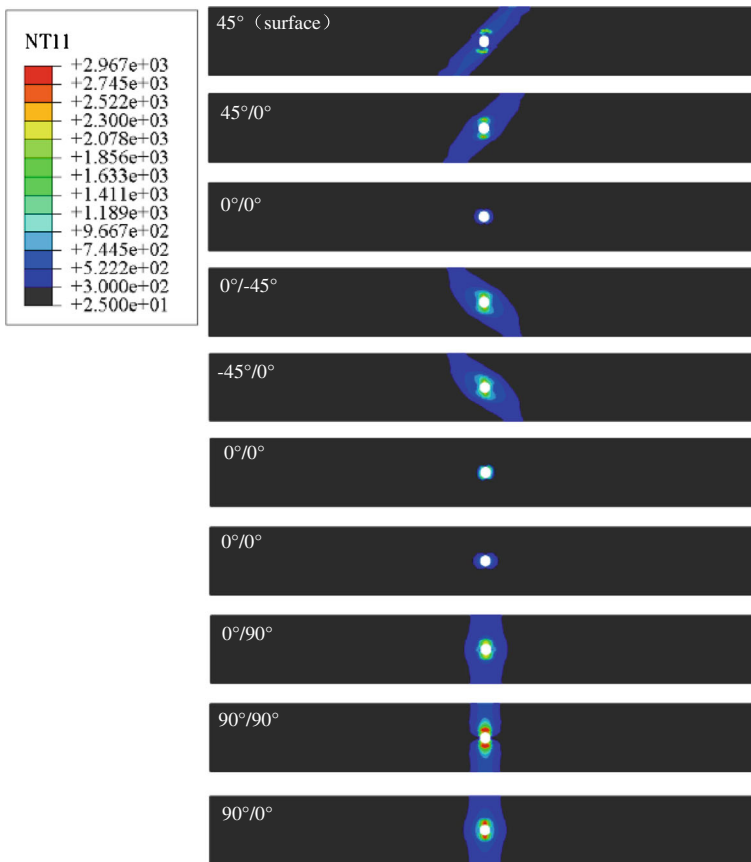 NT11
+2.967e+03
+2.745e+03
+2.522e+03
+2.300e+03
+2.078e+03
+1.856e+03
+1.633e+03
+1.411e+03
+1.189e+03
+9.667e+02
+7.445e+02
+5.222e+02
+3.000e+02
+2.500e+01
45°（surface）
45°/0°
0°/0°
0°/-45°
-45°/0°
0°/0°
0°/0°
0°/90°
90°/90°
90°/0°